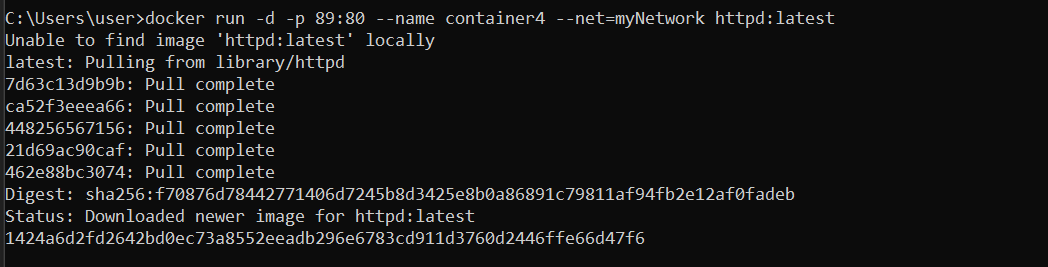 C:\Users\user>docker run -d -p 89:80 --name container4 --net=myNetwork httpd:latest
Unable to find image 'httpd:latest' locally
latest: Pulling from library/httpd
7d63c13d9b9b: Pull complete
ca52f3eeea66: Pull complete
448256567156: Pull complete
21d69ac90caf: Pull complete
462e88bc3074: Pull complete
Digest: sha256:f70876d78442771406d7245b8d3425e8b0a86891c79811af94fb2e12af0fadeb
Status: Downloaded newer image for httpd:latest
1424a6d2fd2642bd0ec73a8552eeadb296e6783cd911d3760d2446ffe66d47f6